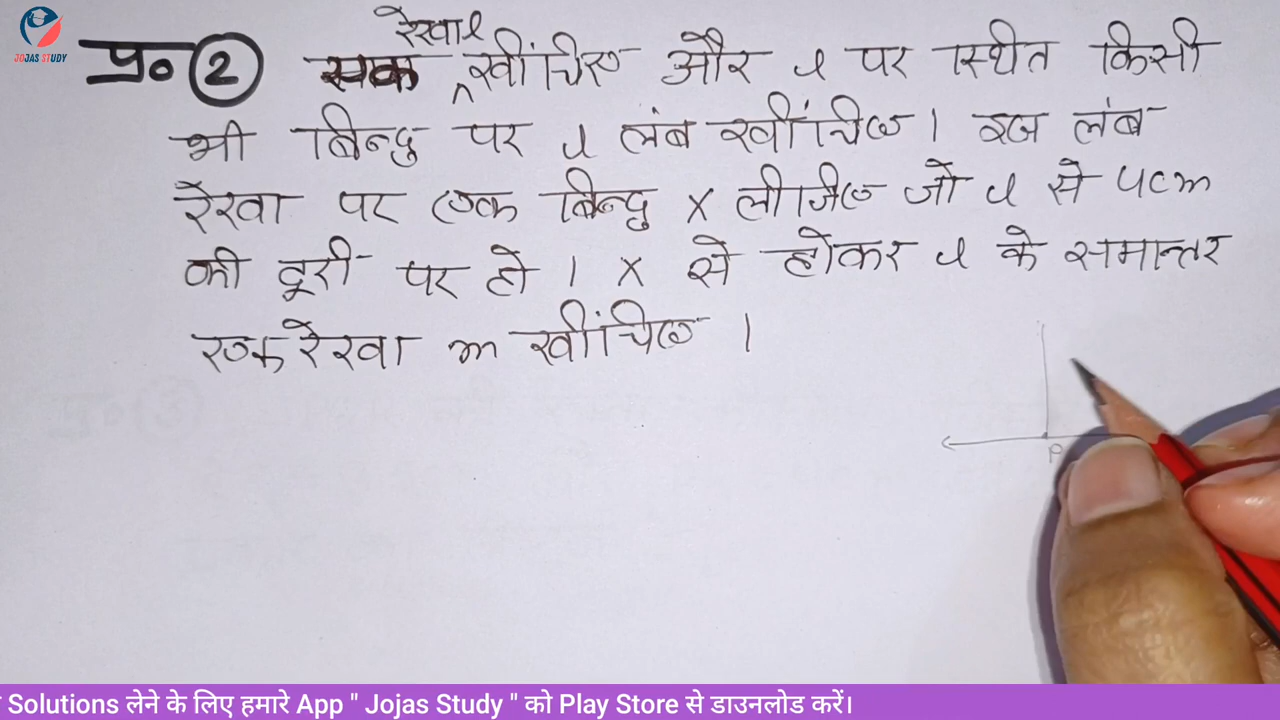 JOJAS STUDY
रेखा l
प्र० 2 एक खींचिए और l पर स्थित किसी
भी बिन्दु पर l लंब खींचिए । इस लंब
रेखा पर एक बिन्दु X लीजिए जो l से 4cm
की दूरी पर हो । X से होकर l के समान्तर
एक रेखा m खींचिए ।
P
Solutions लेने के लिए हमारे App " Jojas Study " को Play Store से डाउनलोड करें।